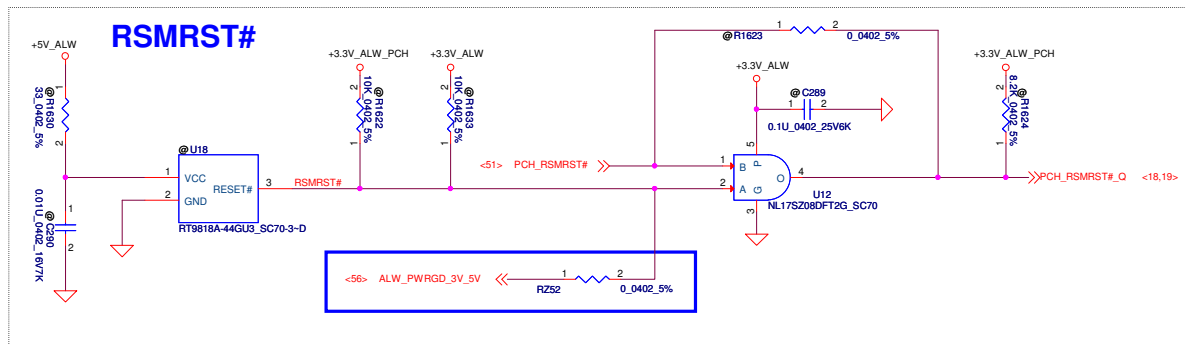 RSMRST#
+5V_ALW
1
@R1630
33_0402_5%
2
1
@C290
0.01U_0402_16V7K
2
@U18
1
VCC
RESET#
3
2
GND
RT9818A-44GU3_SC70-3~D
RSMRST#
+3.3V_ALW_PCH
2
@R1622
10K_0402_5%
1
+3.3V_ALW
2
@R1633
10K_0402_5%
1
@R1623
1
2
0_0402_5%
+3.3V_ALW
@C289
1
2
0.1U_0402_25V6K
<51> PCH_RSMRST#
1
B
2
A
5
P
G
3
O
4
U12
NL17SZ08DFT2G_SC70
+3.3V_ALW_PCH
2
@R1624
8.2K_0402_5%
1
PCH_RSMRST#_Q <18,19>
<56> ALW_PWRGD_3V_5V
1
2
RZ52
0_0402_5%